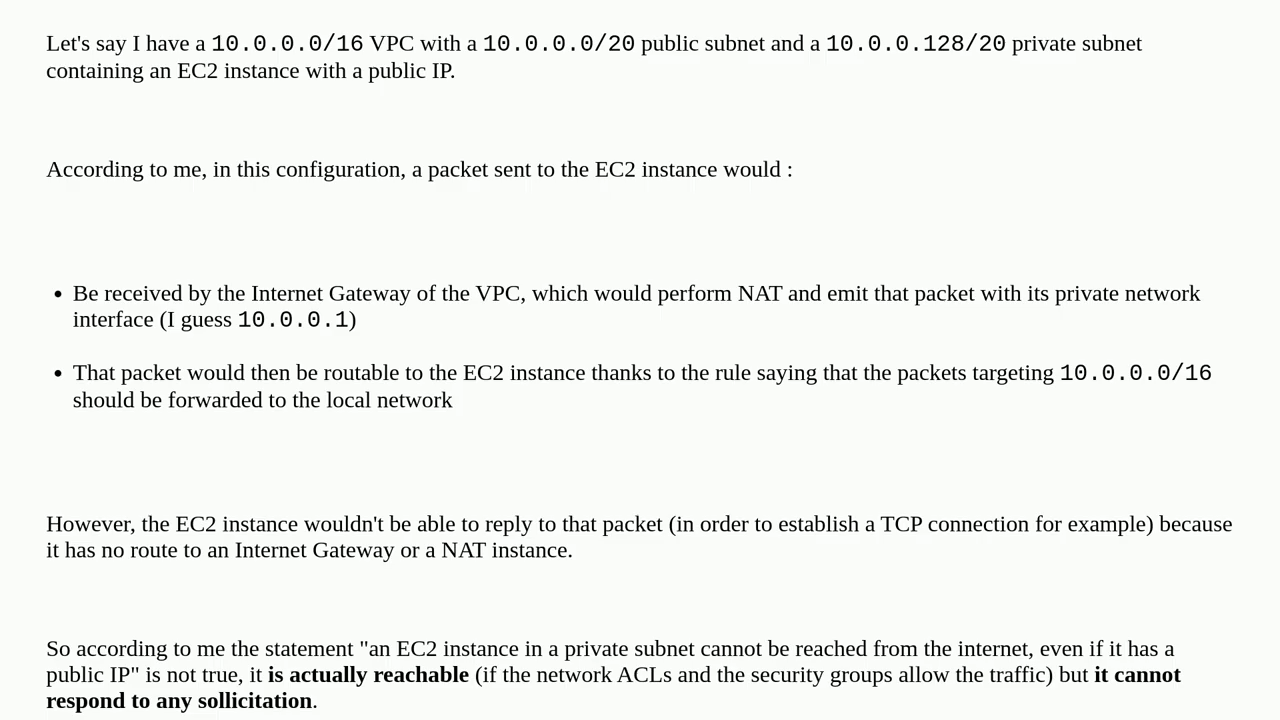 Let's say I have a 10.0.0.0/16 VPC with a 10.0.0.0/20 public subnet and a 10.0.0.128/20 private subnet
containing an EC2 instance with a public IP.
According to me, in this configuration, a packet sent to the EC2 instance would :
• Be received by the Internet Gateway of the VPC, which would perform NAT and emit that packet with its private network
interface (I guess 10.0.0.1)
• That packet would then be routable to the EC2 instance thanks to the rule saying that the packets targeting 10.0.0.0/16
should be forwarded to the local network
However, the EC2 instance wouldn't be able to reply to that packet (in order to establish a TCP connection for example) because
it has no route to an Internet Gateway or a NAT instance.
So according to me the statement "an EC2 instance in a private subnet cannot be reached from the internet, even if it has a
public IP" is not true, it is actually reachable (if the network ACLs and the security groups allow the traffic) but it cannot
respond to any sollicitation.